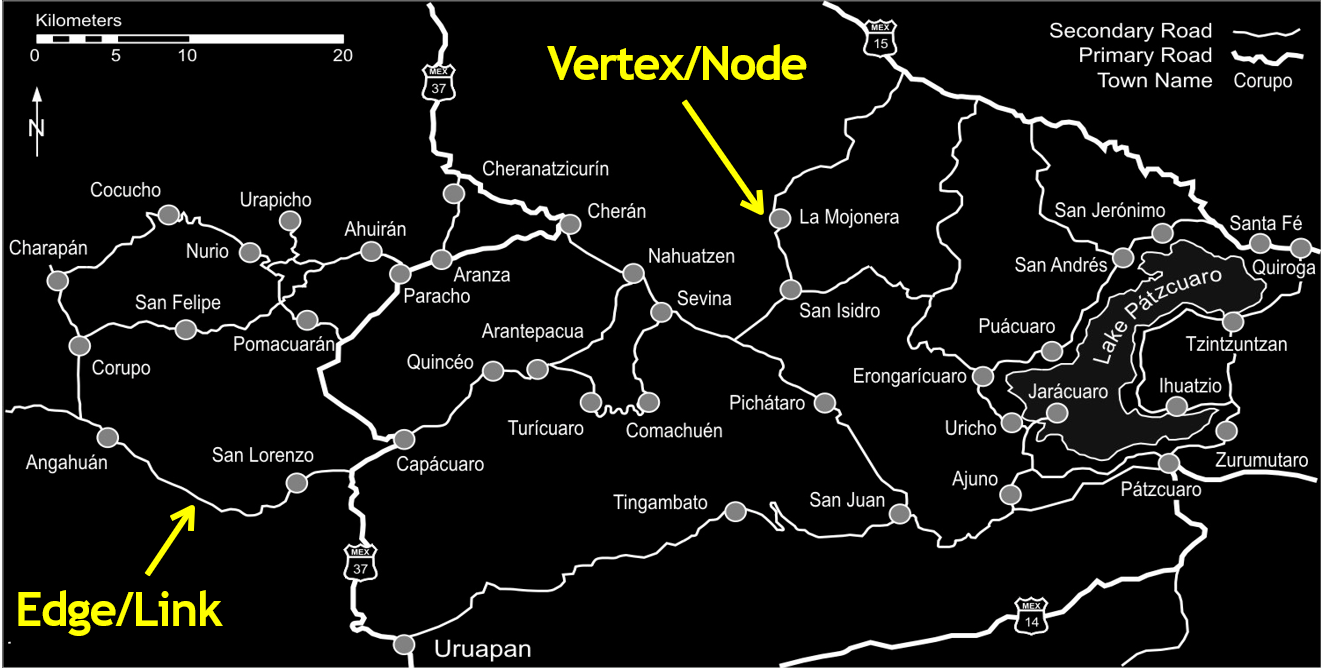 Kilometers
0 5 10 20
N
Vertex/Node
MEX
15
Secondary Road
Primary Road
Town Name Corupo
MEX
37
Cheranatzicurín
Cocucho
Urapicho
Cherán
La Mojonera
San Jerónimo
Santa Fé
Ahuirán
Charapán
Nurio
Nahuatzen
San Andrés
Quiroga
Aranza
Paracho
San Felipe
Sevina
San Isidro
Lake Pátzcuaro
Arantepacua
Puácuaro
Pomacuarán
Tzintzuntzan
Corupo
Quincéo
Erongarícuaro
Jarácuaro
Ihuatzio
Pichátaro
Turícuaro
Comachuén
Uricho
Angahuán
San Lorenzo
Capácuaro
Zurumutaro
Ajuno
Pátzcuaro
Tingambato
San Juan
MEX
37
Edge/Link
MEX
14
Uruapan